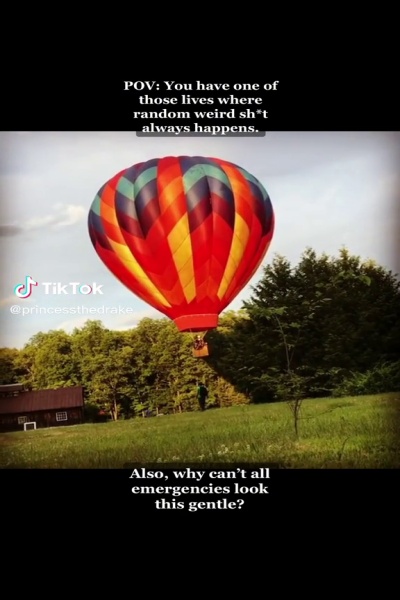 POV: You have one of
those lives where
random weird sh*t
always happens.
TikTok
@princessthedrake
Also, why can't all
emergencies look
this gentle?